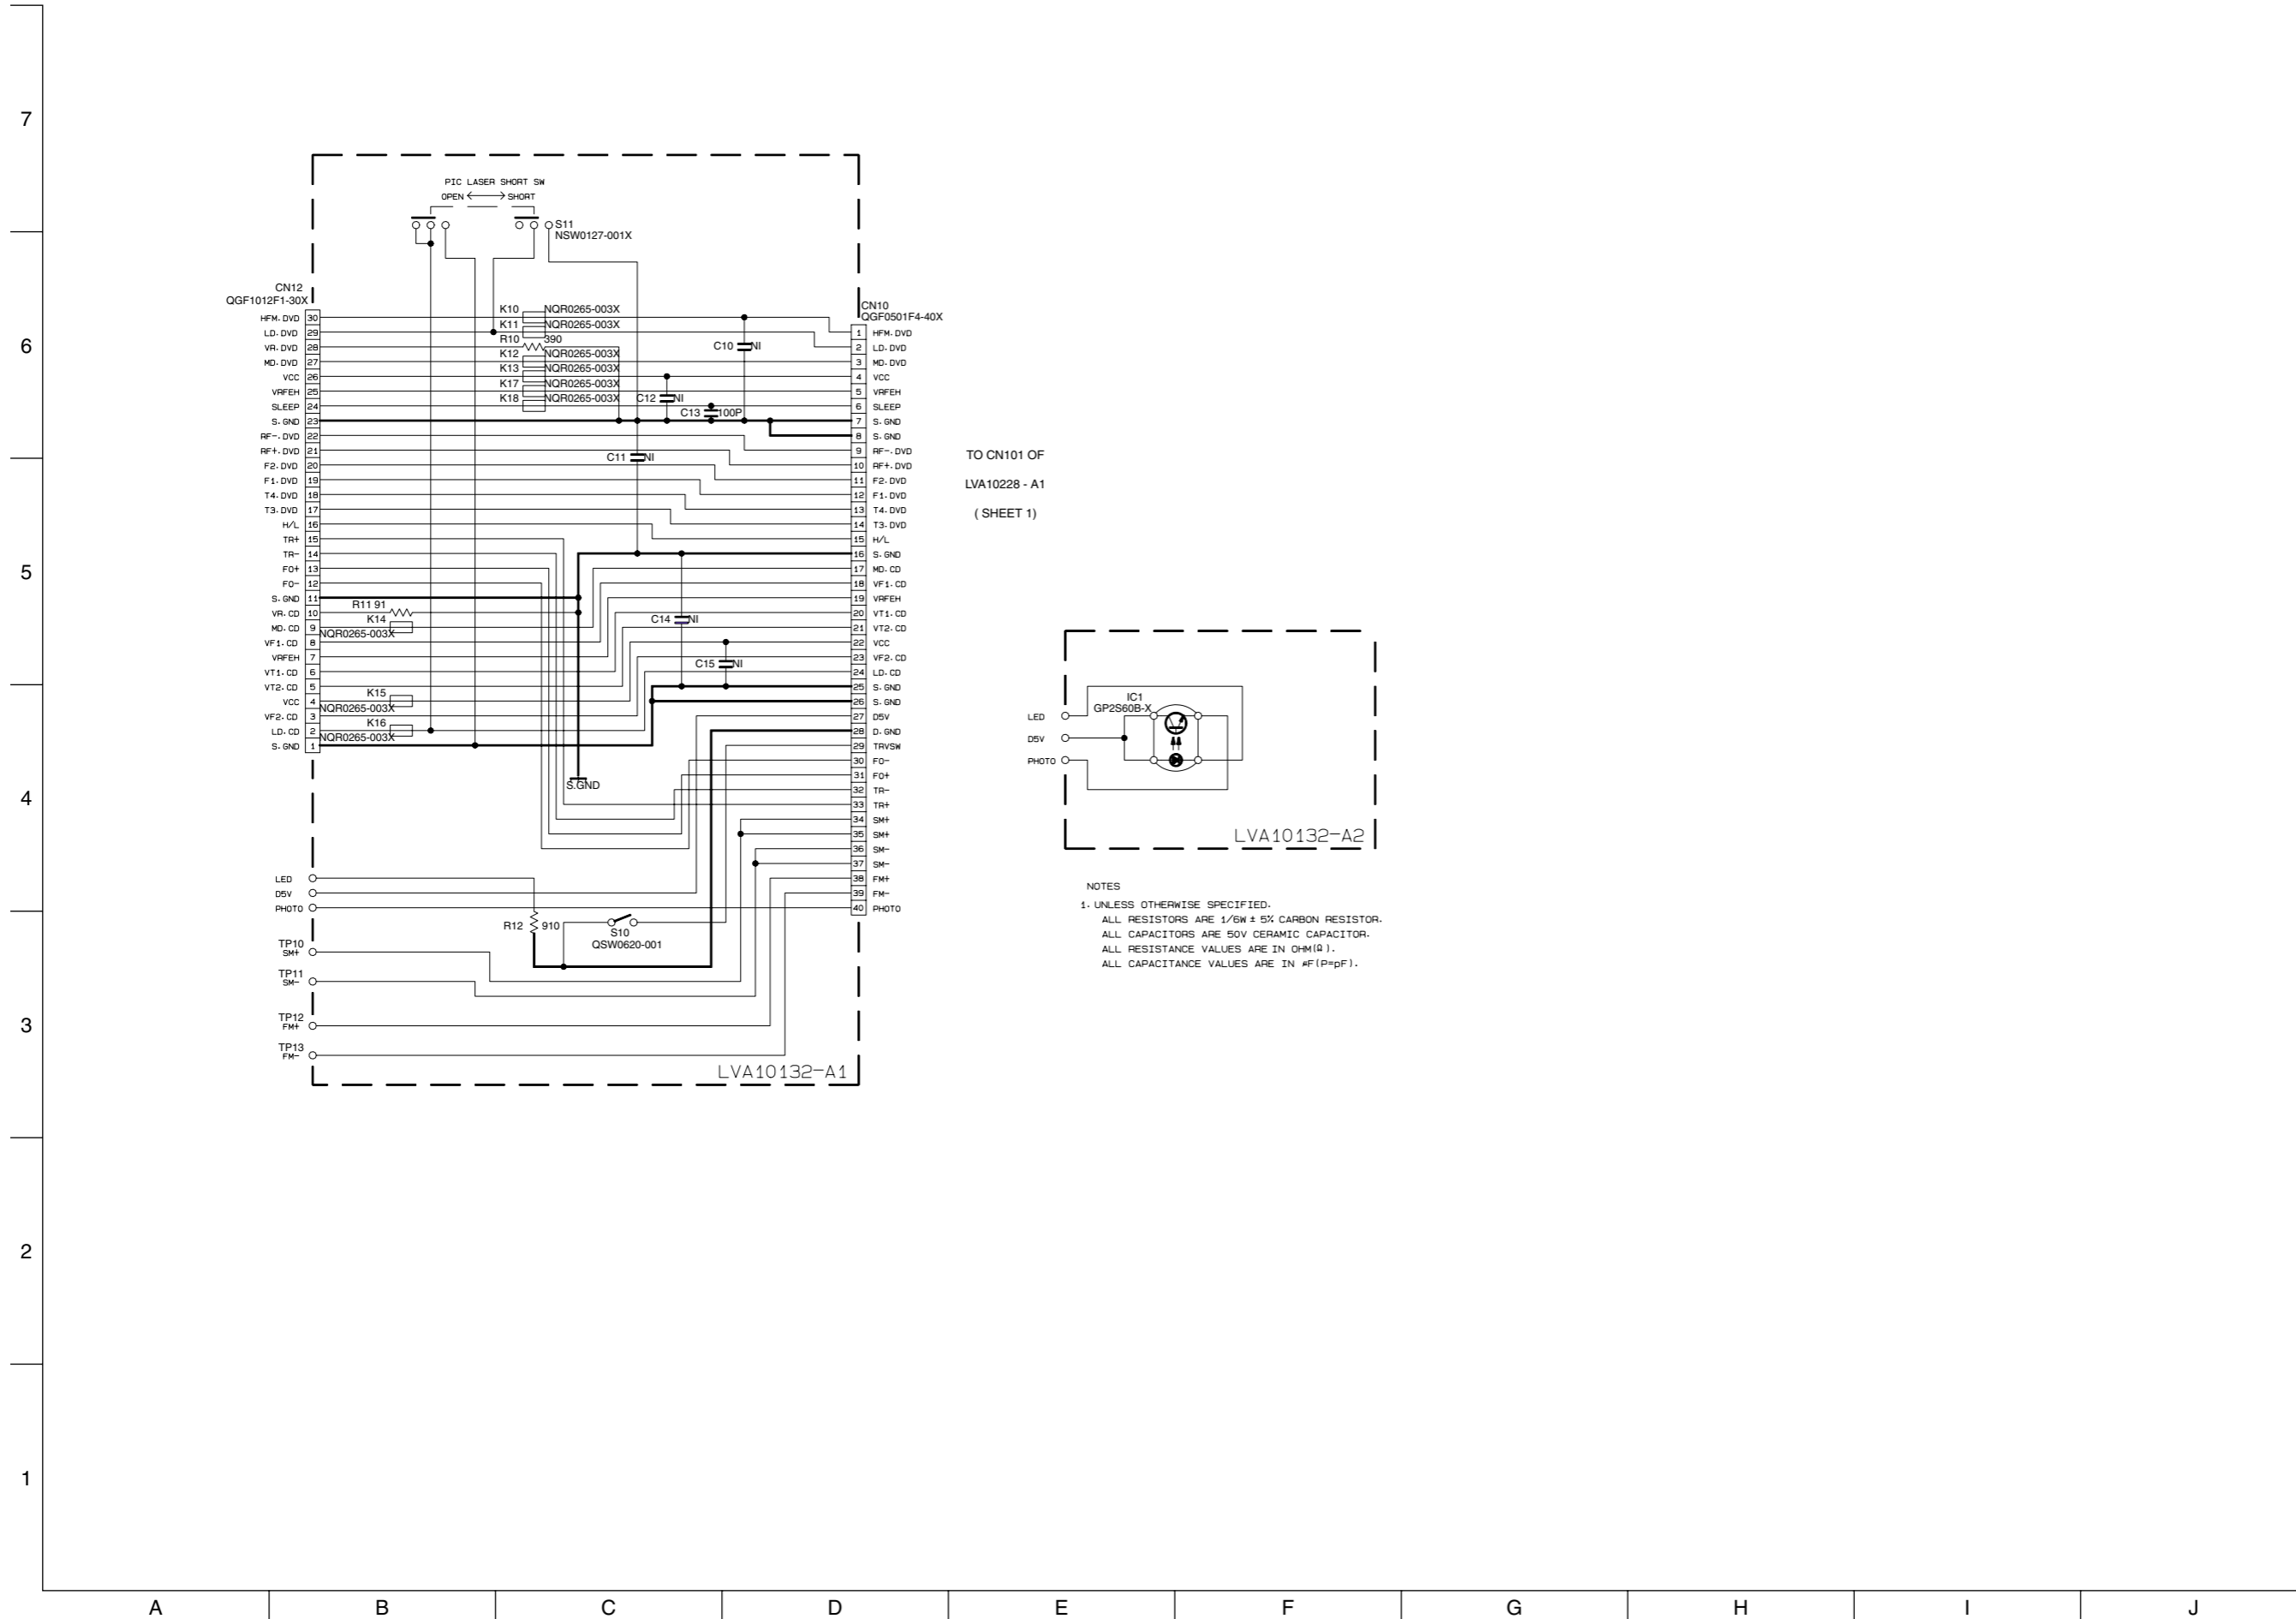 7
6
5
4
3
2
1
PIC LASER SHORT SW
OPEN SHORT
S11
NSW0127-001X
CN12
QGF1012F1-30X
HFM.DVD 30
LD.DVD 29
VR.DVD 28
MD.DVD 27
VCC 26
VRFEH 25
SLEEP 24
S.GND 23
RF-.DVD 22
RF+.DVD 21
F2.DVD 20
F1.DVD 19
T4.DVD 18
T3.DVD 17
H/L 16
TR+ 15
TR- 14
FO+ 13
FO- 12
S.GND 11
VR.CD 10
MD.CD 9
VF1.CD 8
VRFEH 7
VT1.CD 6
VT2.CD 5
VCC 4
VF2.CD 3
LD.CD 2
S.GND 1
K10 NQR0265-003X
K11 NQR0265-003X
R10 390
K12 NQR0265-003X
K13 NQR0265-003X
K17 NQR0265-003X
K18 NQR0265-003X
C10 NI
C12 NI
C13 100P
C11 NI
R11 91
K14
NQR0265-003X
C14 NI
C15 NI
K15
NQR0265-003X
K16
NQR0265-003X
S.GND
CN10
QGF0501F4-40X
1 HFM.DVD
2 LD.DVD
3 MD.DVD
4 VCC
5 VRFEH
6 SLEEP
7 S.GND
8 S.GND
9 RF-.DVD
10 RF+.DVD
11 F2.DVD
12 F1.DVD
13 T4.DVD
14 T3.DVD
15 H/L
16 S.GND
17 MD.CD
18 VF1.CD
19 VRFEH
20 VT1.CD
21 VT2.CD
22 VCC
23 VF2.CD
24 LD.CD
25 S.GND
26 S.GND
27 D5V
28 D.GND
29 TRVSW
30 FO-
31 FO+
32 TR-
33 TR+
34 SM+
35 SM+
36 SM-
37 SM-
38 FM+
39 FM-
40 PHOTO
TO CN101 OF
LVA10228 - A1
( SHEET 1)
LED
D5V
PHOTO
R12 910
S10
QSW0620-001
TP10
SM+
TP11
SM-
TP12
FM+
TP13
FM-
LVA10132-A1
LED
D5V
PHOTO
IC1
GP2S60B-X
LVA10132-A2
NOTES
1. UNLESS OTHERWISE SPECIFIED.
ALL RESISTORS ARE 1/6W ± 5% CARBON RESISTOR.
ALL CAPACITORS ARE 50V CERAMIC CAPACITOR.
ALL RESISTANCE VALUES ARE IN OHM(Ω).
ALL CAPACITANCE VALUES ARE IN μF(P=pF).
A B C D E F G H I J